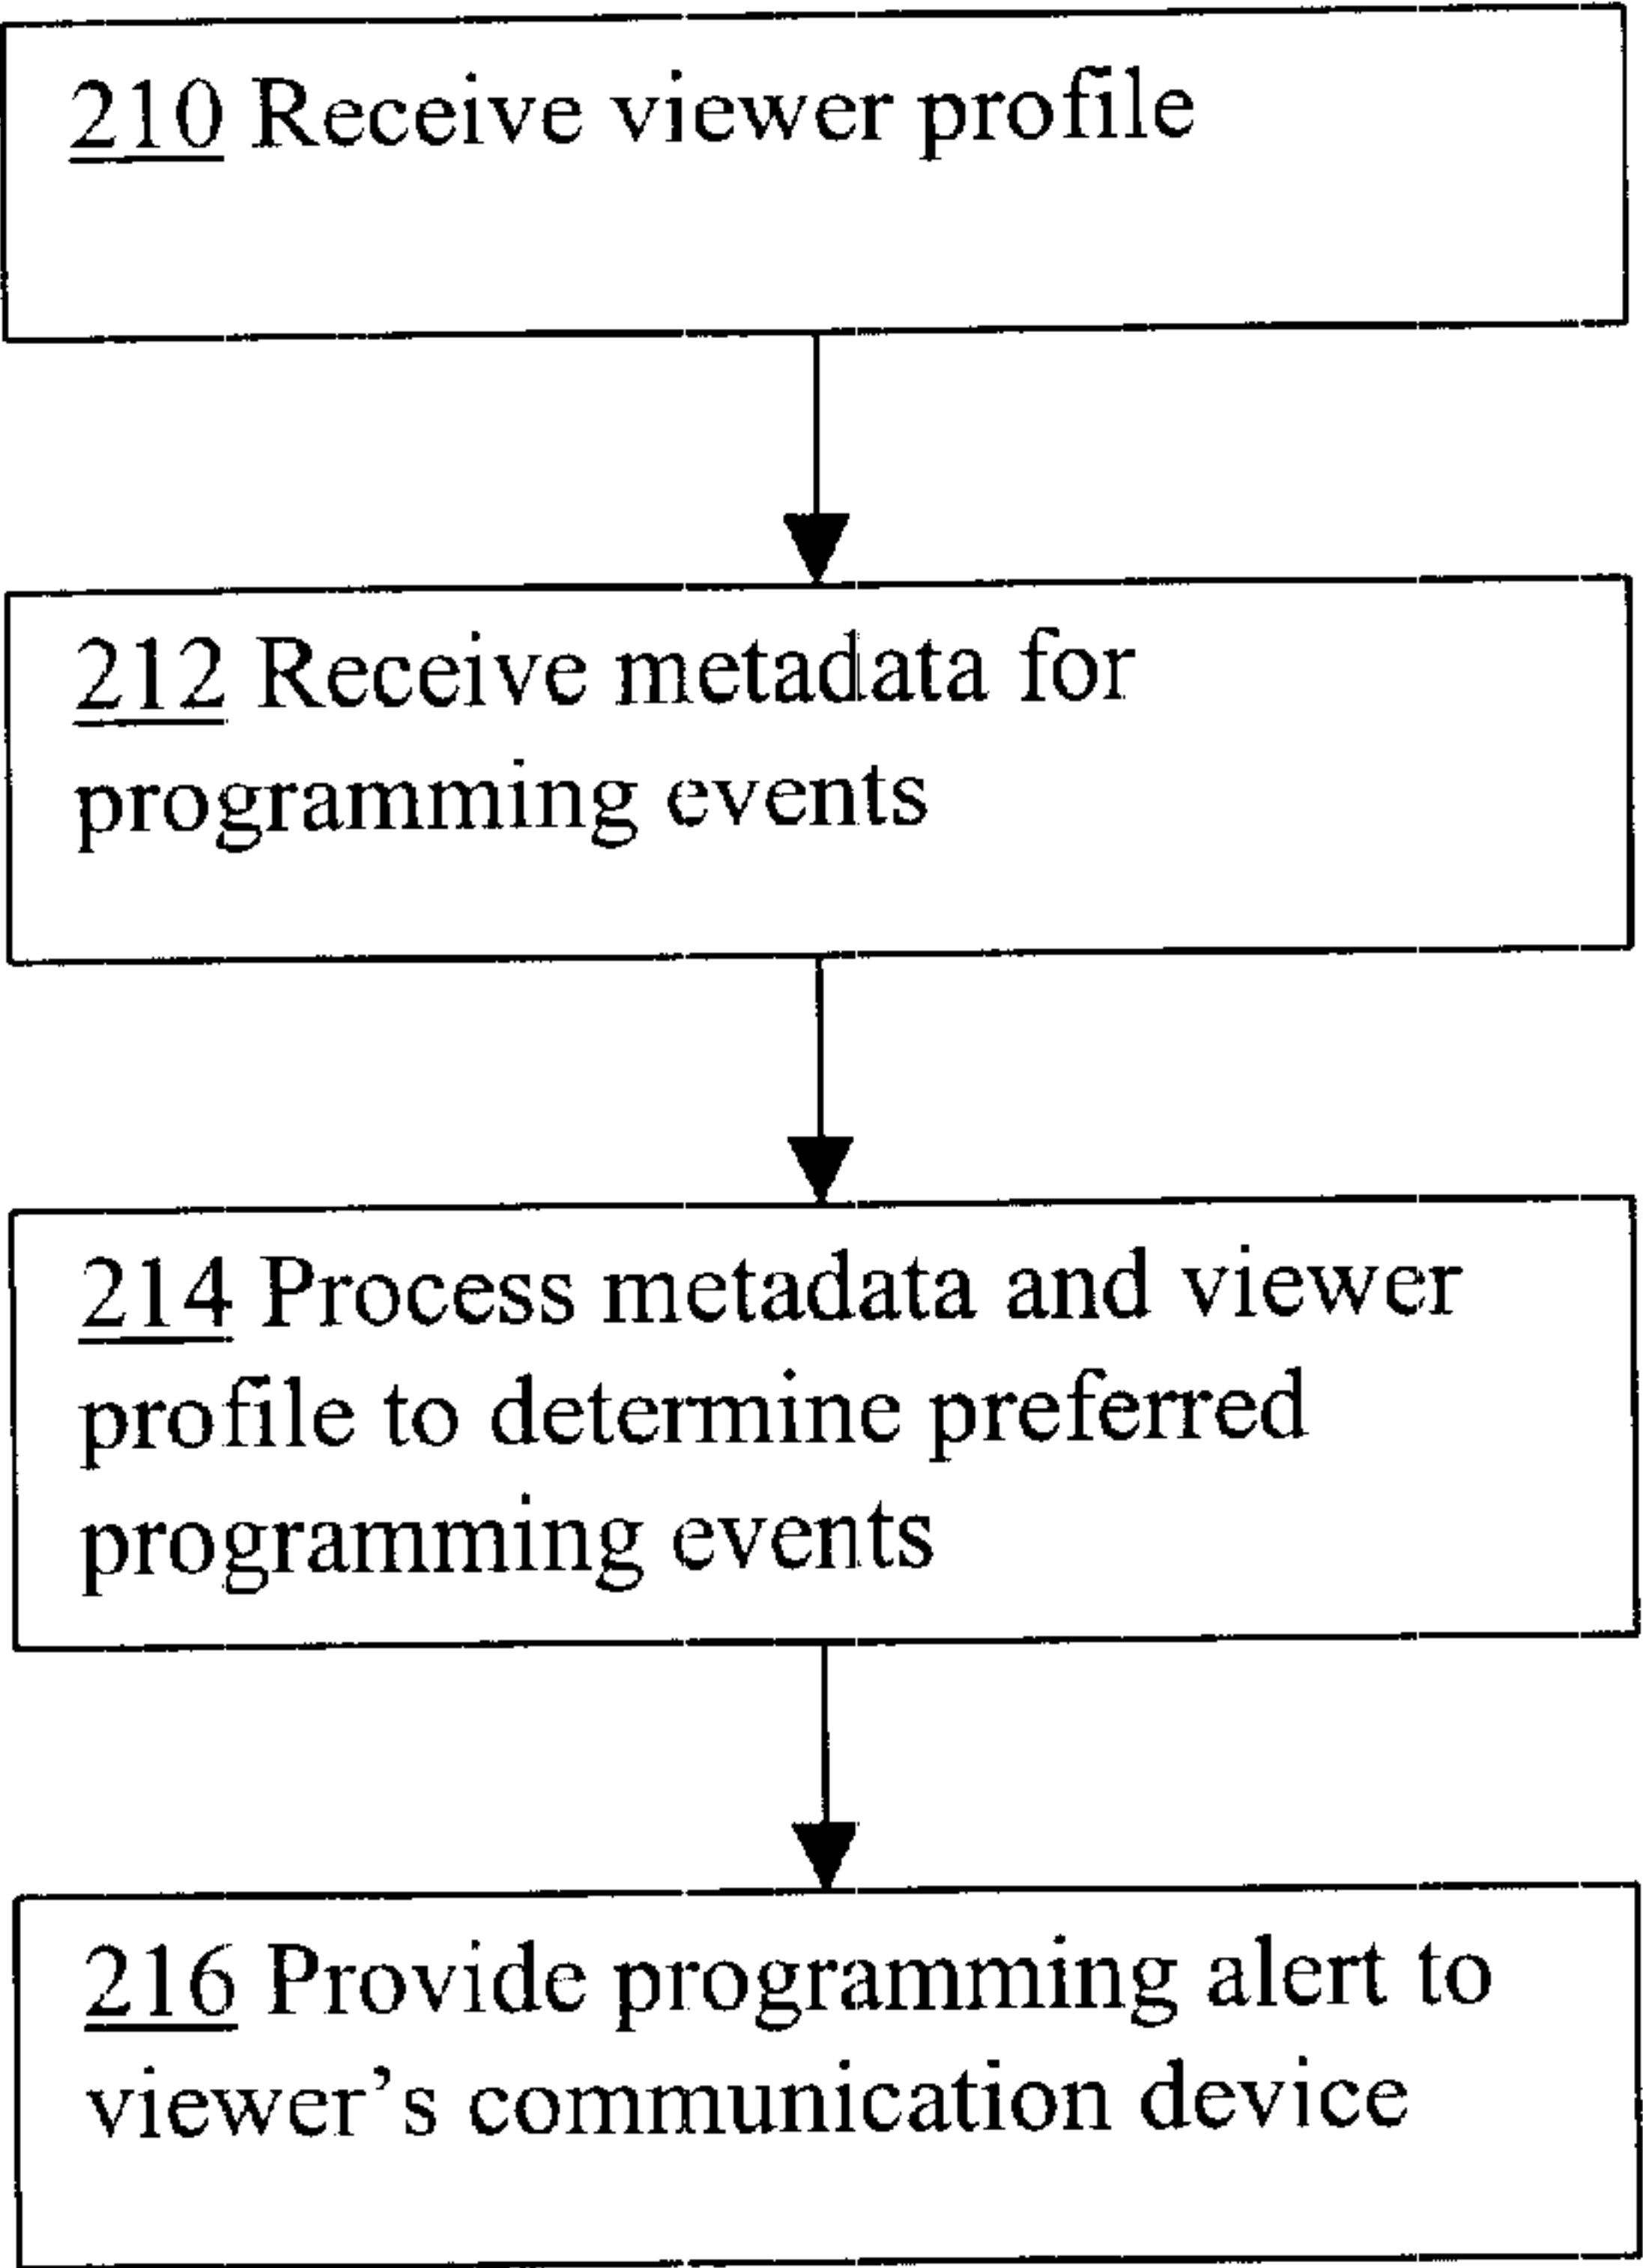 210 Receive viewer profile
212 Receive metadata for
programming events
214 Process metadata and viewer
profile to determine preferred
programming events
216 Provide programming alert to
viewer’s communication device